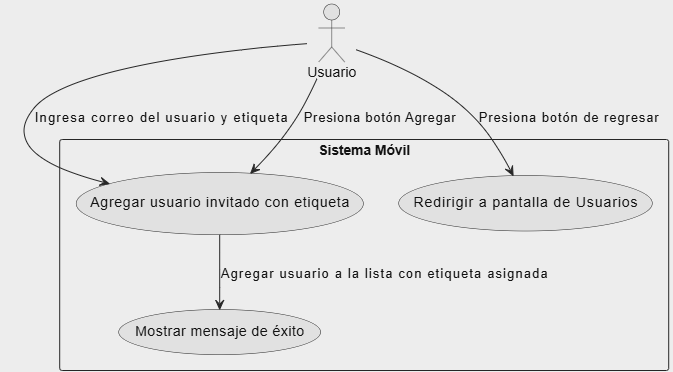 Usuario
Ingresa correo del usuario y etiqueta
Presiona botón Agregar
Presiona botón de regresar
Sistema Móvil
Agregar usuario invitado con etiqueta
Redirigir a pantalla de Usuarios
Agregar usuario a la lista con etiqueta asignada
Mostrar mensaje de éxito